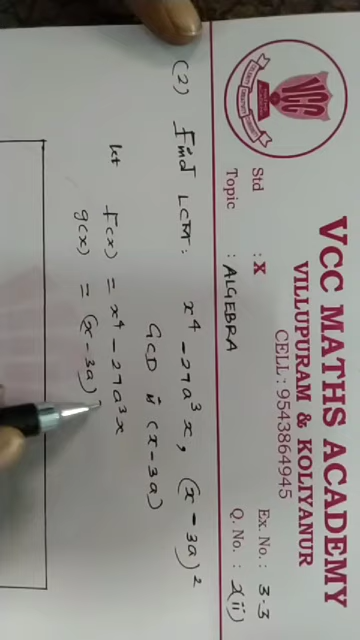 VCC MATHS ACADEMY
VILLUPURAM & KOLIYANUR
CELL : 9543864945
VCC
Std : X
Ex. No. : 3.3
Topic : ALGEBRA
Q. No. : 2(ii)
(2) Find LCM: x⁴ - 27a³x, (x - 3a)²
GCD is (x - 3a)
let f(x) = x⁴ - 27a³x
g(x) = (x - 3a)